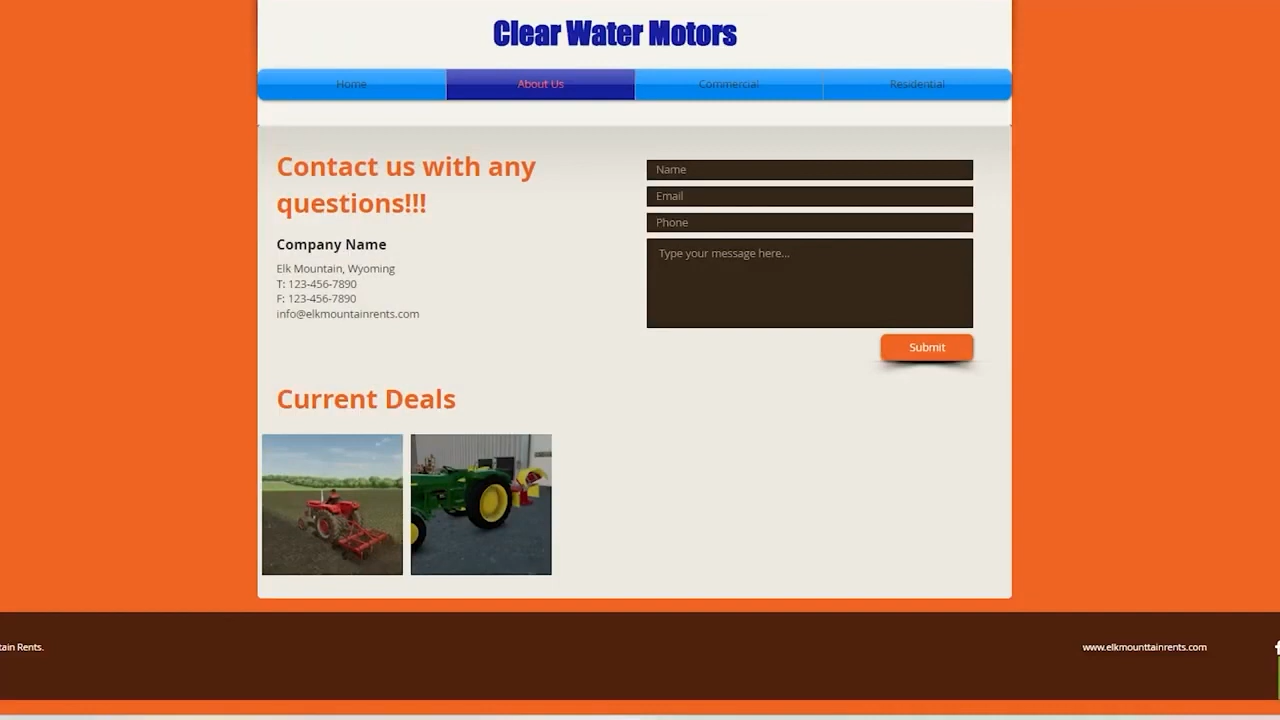 Clear Water Motors
Home
About Us
Commercial
Residential
Contact us with any
questions!!!
Company Name
Elk Mountain, Wyoming
T: 123-456-7890
F: 123-456-7890
info@elkmountainrents.com
Name
Email
Phone
Type your message here...
Submit
Current Deals
tain Rents.
www.elkmounttainrents.com